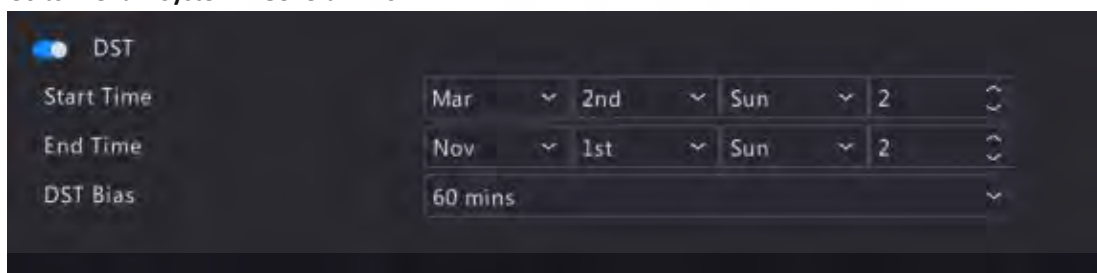 DST
Start Time Mar 2nd Sun 2
End Time Nov 1st Sun 2
DST Bias 60 mins